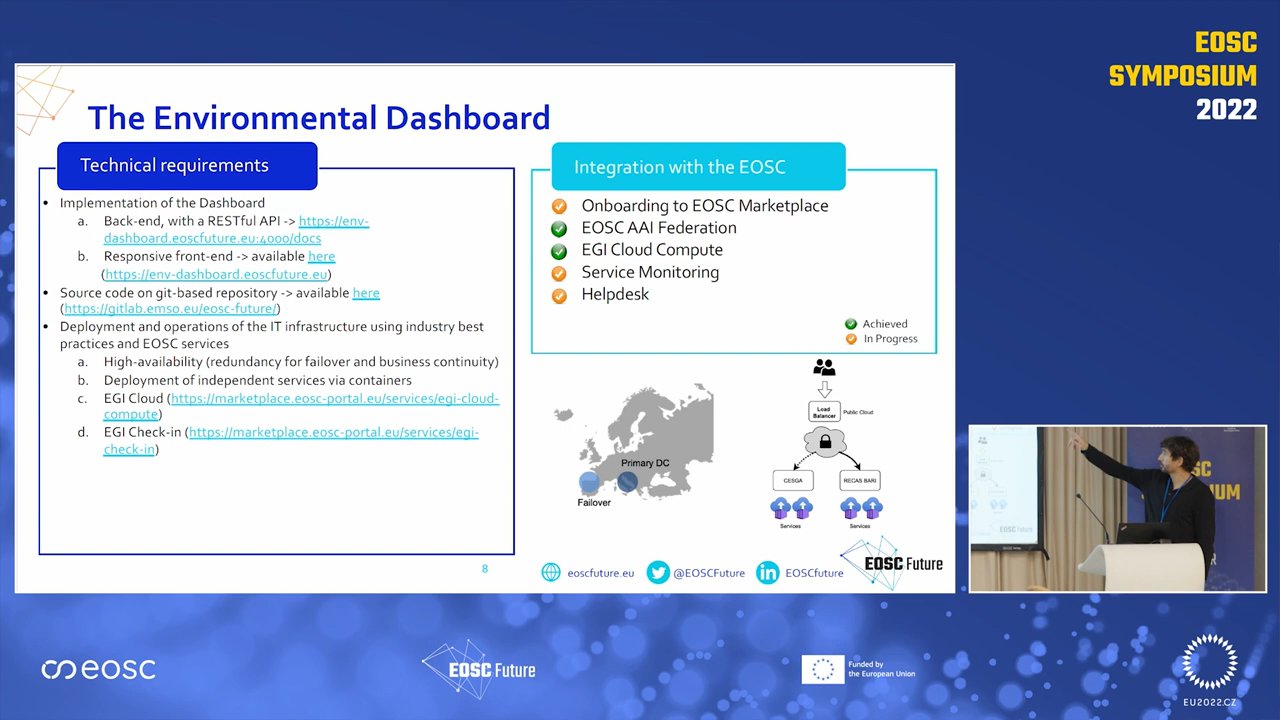 EOSC
SYMPOSIUM
2022
The Environmental Dashboard
Technical requirements
• Implementation of the Dashboard
a. Back-end, with a RESTful API -> https://env-
dashboard.eoscfuture.eu:4000/docs
b. Responsive front-end -> available here
(https://env-dashboard.eoscfuture.eu)
• Source code on git-based repository -> available here
(https://gitlab.emso.eu/eosc-future/)
• Deployment and operations of the IT infrastructure using industry best
practices and EOSC services
a. High-availability (redundancy for failover and business continuity)
b. Deployment of independent services via containers
c. EGI Cloud (https://marketplace.eosc-portal.eu/services/egi-cloud-
compute)
d. EGI Check-in (https://marketplace.eosc-portal.eu/services/egi-
check-in)
Integration with the EOSC
Onboarding to EOSC Marketplace
EOSC AAI Federation
EGI Cloud Compute
Service Monitoring
Helpdesk
Achieved
In Progress
Primary DC
Failover
Load
Balancer
Public Cloud
CESGA
RECAS BARI
Services
Services
8
eoscfuture.eu
@EOSCFuture
EOSCfuture
EOSC Future
EOSC Future
SC
SIUM
eosc
EOSC Future
Funded by
the European Union
EU2022.CZ